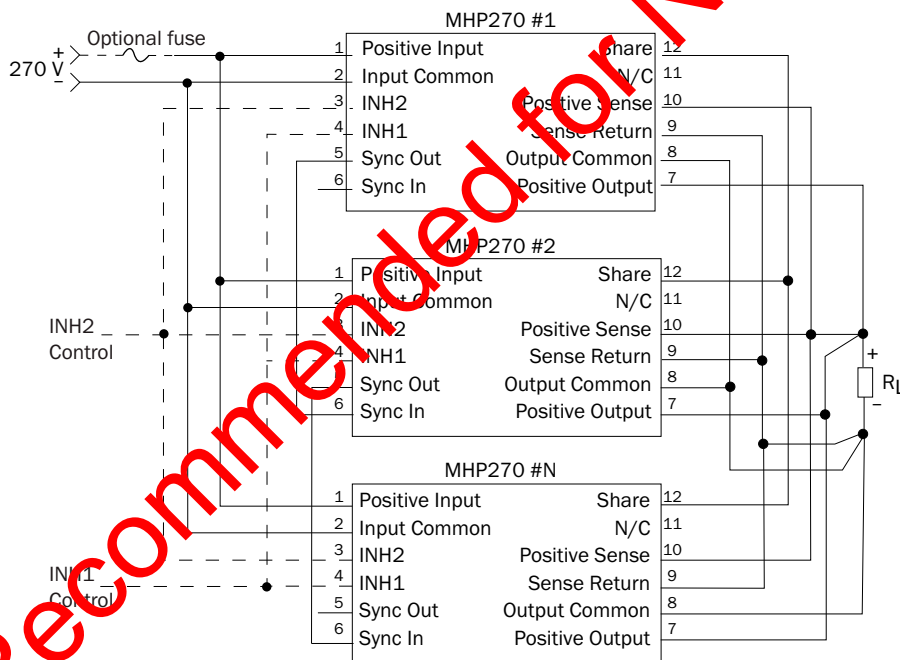 MHP270 #1
Optional fuse
+
270 V
–
1 Positive Input
2 Input Common
3 INH2
4 INH1
5 Sync Out
6 Sync In
Share 12
N/C 11
Positive Sense 10
Sense Return 9
Output Common 8
Positive Output 7
MHP270 #2
1 Positive Input
2 Input Common
3 INH2
4 INH1
5 Sync Out
6 Sync In
Share 12
N/C 11
Positive Sense 10
Sense Return 9
Output Common 8
Positive Output 7
INH2
Control
+
RL
–
MHP270 #N
1 Positive Input
2 Input Common
3 INH2
4 INH1
5 Sync Out
6 Sync In
Share 12
N/C 11
Positive Sense 10
Sense Return 9
Output Common 8
Positive Output 7
INH1
Control
Recommended for N